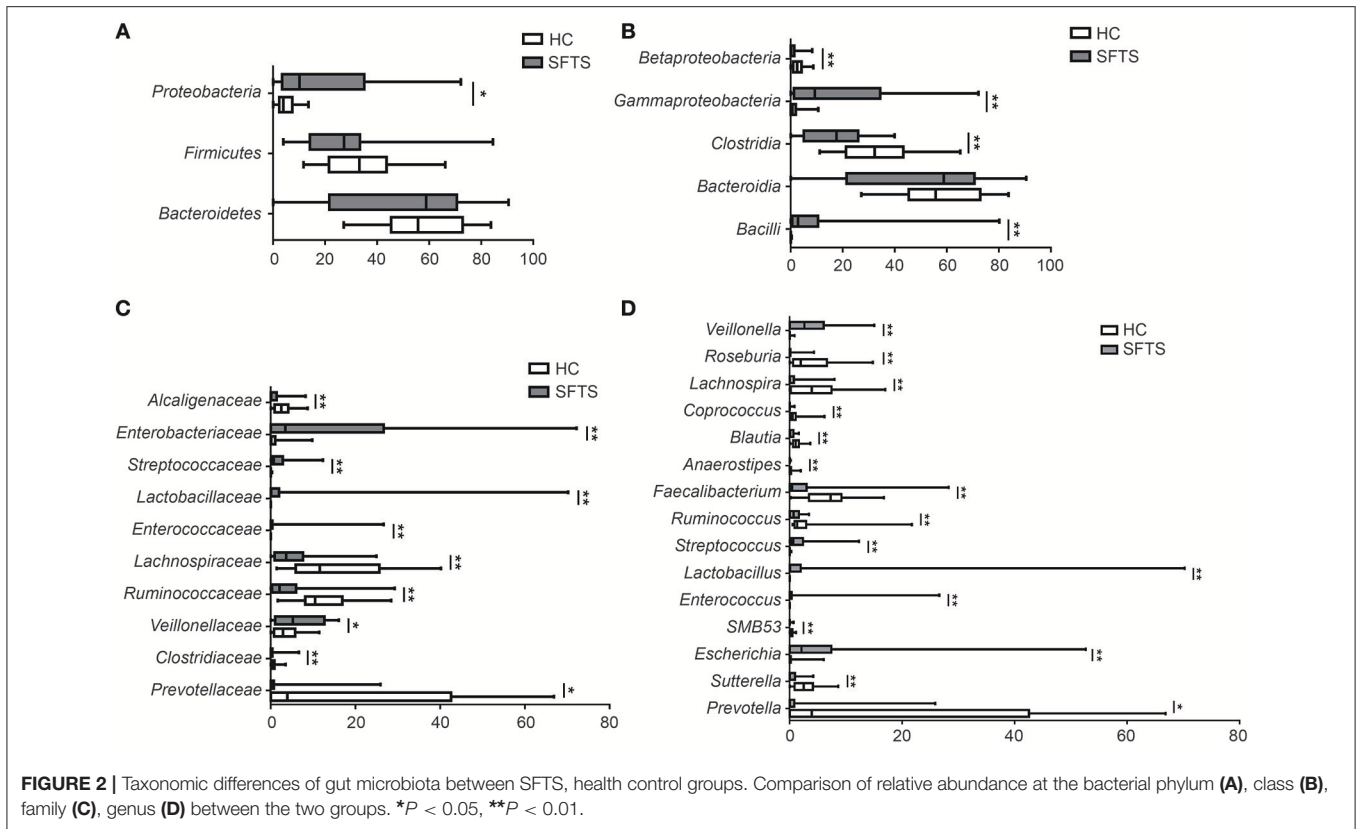 A
HC
SFTS
Proteobacteria
*
Firmicutes
Bacteroidetes
0 20 40 60 80 100
B
HC
SFTS
Betaproteobacteria
**
Gammaproteobacteria
**
Clostridia
**
Bacteroidia
Bacilli
**
0 20 40 60 80 100
C
HC
SFTS
Alcaligenaceae
**
Enterobacteriaceae
**
Streptococcaceae
**
Lactobacillaceae
**
Enterococcaceae
**
Lachnospiraceae
**
Ruminococcaceae
**
Veillonellaceae
*
Clostridiaceae
**
Prevotellaceae
*
0 20 40 60 80
D
HC
SFTS
Veillonella
**
Roseburia
**
Lachnospira
**
Coprococcus
**
Blautia
**
Anaerostipes
**
Faecalibacterium
**
Ruminococcus
**
Streptococcus
**
Lactobacillus
**
Enterococcus
**
SMB53
**
Escherichia
**
Sutterella
**
Prevotella
*
0 20 40 60 80
FIGURE 2 | Taxonomic differences of gut microbiota between SFTS, health control groups. Comparison of relative abundance at the bacterial phylum (A), class (B),
family (C), genus (D) between the two groups. *P < 0.05, **P < 0.01.